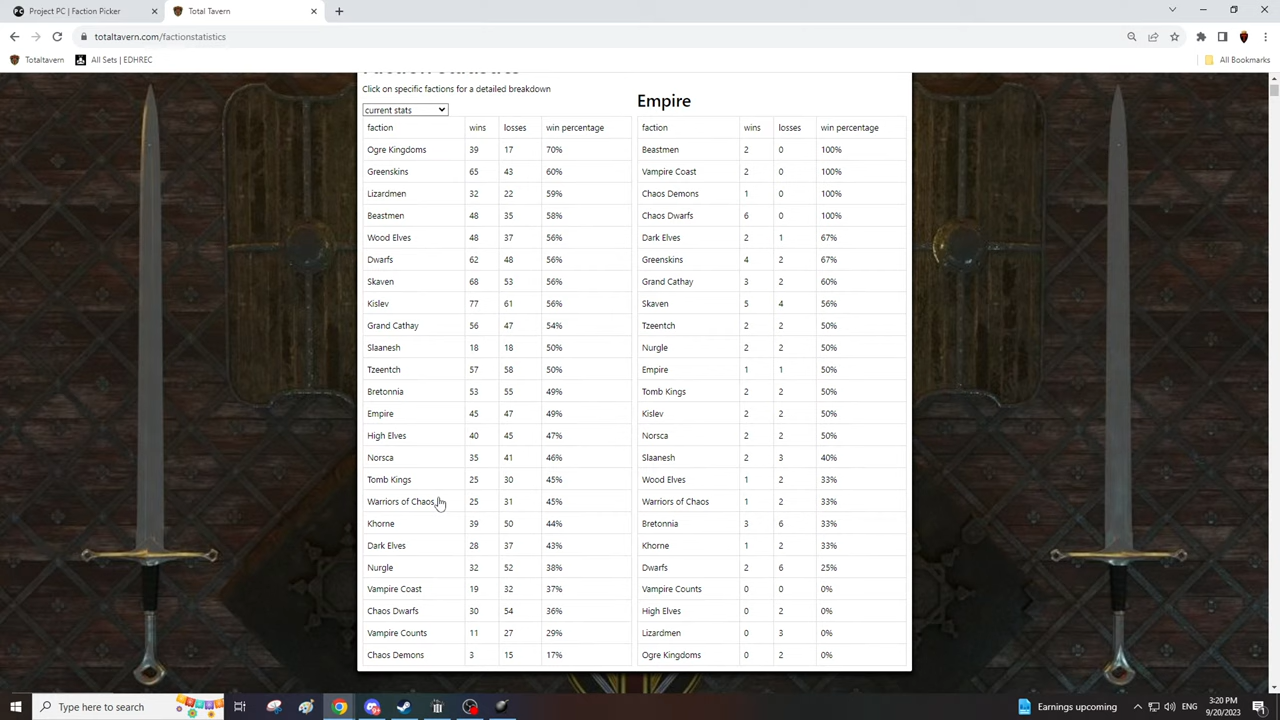 Project PC | Faction Picker
Total Tavern
totaltavern.com/factionstatistics
Totaltavern
All Sets | EDHREC
All Bookmarks
Faction Statistics
Click on specific factions for a detailed breakdown
current stats
faction wins losses win percentage
Ogre Kingdoms 39 17 70%
Greenskins 65 43 60%
Lizardmen 32 22 59%
Beastmen 48 35 58%
Wood Elves 48 37 56%
Dwarfs 62 48 56%
Skaven 68 53 56%
Kislev 77 61 56%
Grand Cathay 56 47 54%
Slaanesh 18 18 50%
Tzeentch 57 58 50%
Bretonnia 53 55 49%
Empire 45 47 49%
High Elves 40 45 47%
Norsca 35 41 46%
Tomb Kings 25 30 45%
Warriors of Chaos 25 31 45%
Khorne 39 50 44%
Dark Elves 28 37 43%
Nurgle 32 52 38%
Vampire Coast 19 32 37%
Chaos Dwarfs 30 54 36%
Vampire Counts 11 27 29%
Chaos Demons 3 15 17%
Empire
faction wins losses win percentage
Beastmen 2 0 100%
Vampire Coast 2 0 100%
Chaos Demons 1 0 100%
Chaos Dwarfs 6 0 100%
Dark Elves 2 1 67%
Greenskins 4 2 67%
Grand Cathay 3 2 60%
Skaven 5 4 56%
Tzeentch 2 2 50%
Nurgle 2 2 50%
Empire 1 1 50%
Tomb Kings 2 2 50%
Kislev 2 2 50%
Norsca 2 2 50%
Slaanesh 2 3 40%
Wood Elves 1 2 33%
Warriors of Chaos 1 2 33%
Bretonnia 3 6 33%
Khorne 1 2 33%
Dwarfs 2 6 25%
Vampire Counts 0 0 0%
High Elves 0 2 0%
Lizardmen 0 3 0%
Ogre Kingdoms 0 2 0%
Type here to search
Earnings upcoming
ENG
3:20 PM
9/20/2023